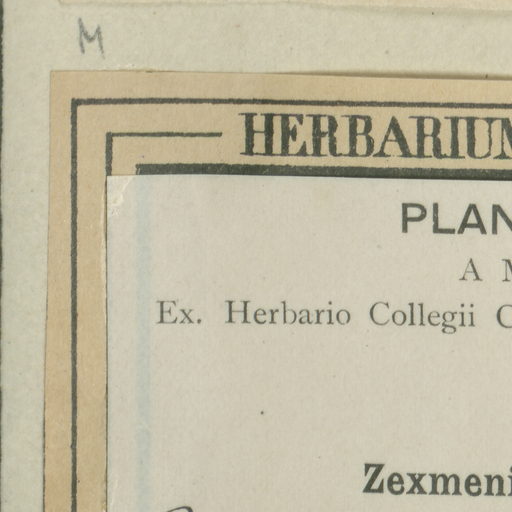 M
HERBARIUM
PLAN
A M
Ex. Herbario Collegii C
Zexmeni